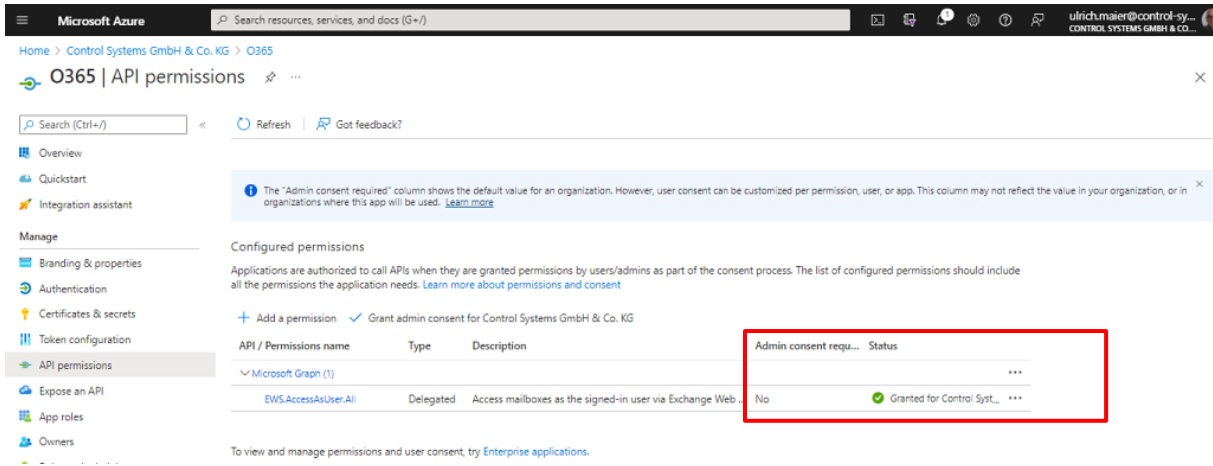 Microsoft Azure
Search resources, services, and docs (G+/)
1
ulrich.maier@control-sy...
CONTROL SYSTEMS GMBH & CO....
Home > Control Systems GmbH & Co. KG > O365
O365 | API permissions
Search (Ctrl+/)
Refresh
Got feedback?
Overview
Quickstart
Integration assistant
The "Admin consent required" column shows the default value for an organization. However, user consent can be customized per permission, user, or app. This column may not reflect the value in your organization, or in
organizations where this app will be used. Learn more
Manage
Branding & properties
Authentication
Certificates & secrets
Token configuration
API permissions
Expose an API
App roles
Owners
Configured permissions
Applications are authorized to call APIs when they are granted permissions by users/admins as part of the consent process. The list of configured permissions should include
all the permissions the application needs. Learn more about permissions and consent
Add a permission
Grant admin consent for Control Systems GmbH & Co. KG
API / Permissions name Type Description Admin consent requ... Status
Microsoft Graph (1)
EWS.AccessAsUser.All Delegated Access mailboxes as the signed-in user via Exchange Web ... No Granted for Control Syst...
To view and manage permissions and user consent, try Enterprise applications.